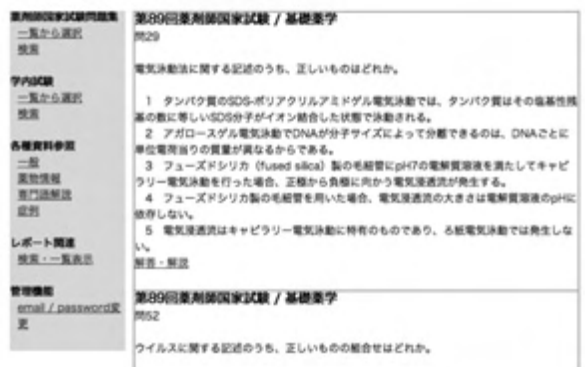 薬剤師国家試験問題集
一覧から選択
検索
学内試験
一覧から選択
検索
各種資料参照
一般
薬物情報
専門語解説
症例
レポート関連
検索・一覧表示
管理機能
email / password変
更
第89回薬剤師国家試験 / 基礎薬学
問29
電気泳動法に関する記述のうち、正しいものはどれか。
1 タンパク質のSDS-ポリアクリルアミドゲル電気泳動では、タンパク質はその塩基性残
基の数に等しいSDS分子がイオン結合した状態で泳動される。
2 アガロースゲル電気泳動でDNAが分子サイズによって分離できるのは、DNAごとに
単位電荷当りの質量が異なるからである。
3 フューズドシリカ（fused silica）製の毛細管にpH7の電解質溶液を満たしてキャピ
ラリー電気泳動を行った場合、正極から負極に向かう電気浸透流が発生する。
4 フューズドシリカ製の毛細管を用いた場合、電気浸透流の大きさは電解質溶液のpHに
依存しない。
5 電気浸透流はキャピラリー電気泳動に特有のものであり、ろ紙電気泳動では発生しな
い。
解答・解説
第89回薬剤師国家試験 / 基礎薬学
問52
ウイルスに関する記述のうち、正しいものの組合せはどれか。